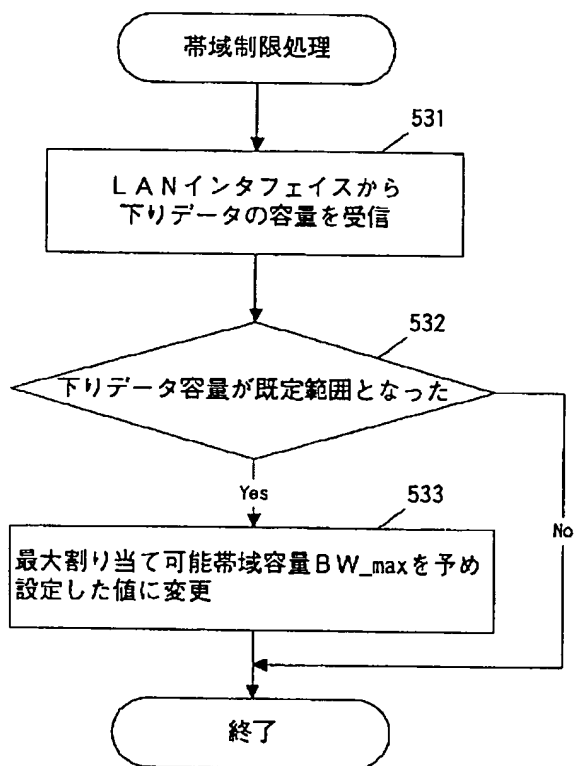 帯域制限処理
531
LANインタフェイスから
下りデータの容量を受信
532
下りデータ容量が既定範囲となった
Yes
No
533
最大割り当て可能帯域容量BW_maxを予め
設定した値に変更
終了